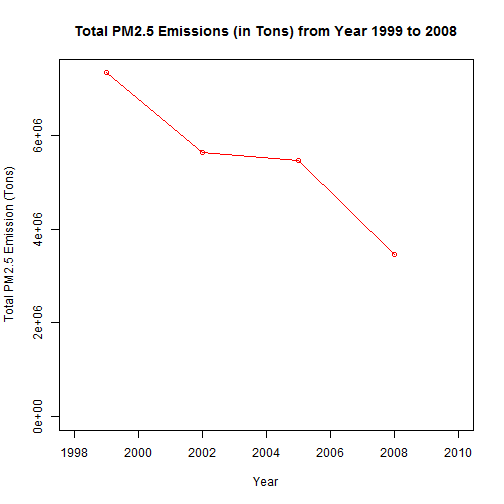 Total PM2.5 Emissions (in Tons) from Year 1999 to 2008
Total PM2.5 Emission (Tons)
6e+06
4e+06
2e+06
0e+00
1998 2000 2002 2004 2006 2008 2010
Year